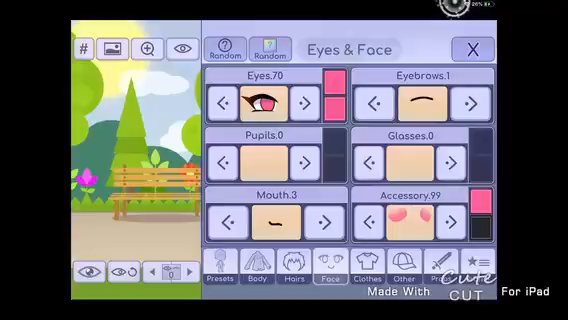 26%
#
Random
Random
Eyes & Face
X
Eyes.70
Eyebrows.1
Pupils.0
Glasses.0
Mouth.3
Accessory.99
0
Presets
Body
Hairs
Face
Clothes
Other
Made With
Cute
CUT
For iPad